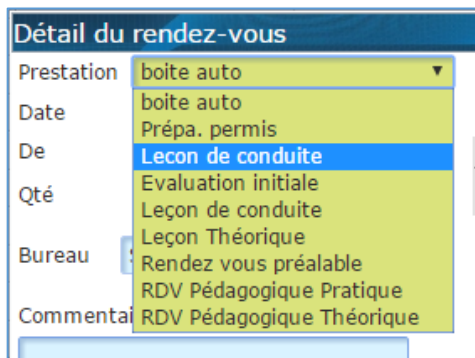 Détail du rendez-vous
Prestation boite auto
Date
De
Qté
Bureau
Commentai
boite auto
Prépa. permis
Lecon de conduite
Evaluation initiale
Leçon de conduite
Leçon Théorique
Rendez vous préalable
RDV Pédagogique Pratique
RDV Pédagogique Théorique